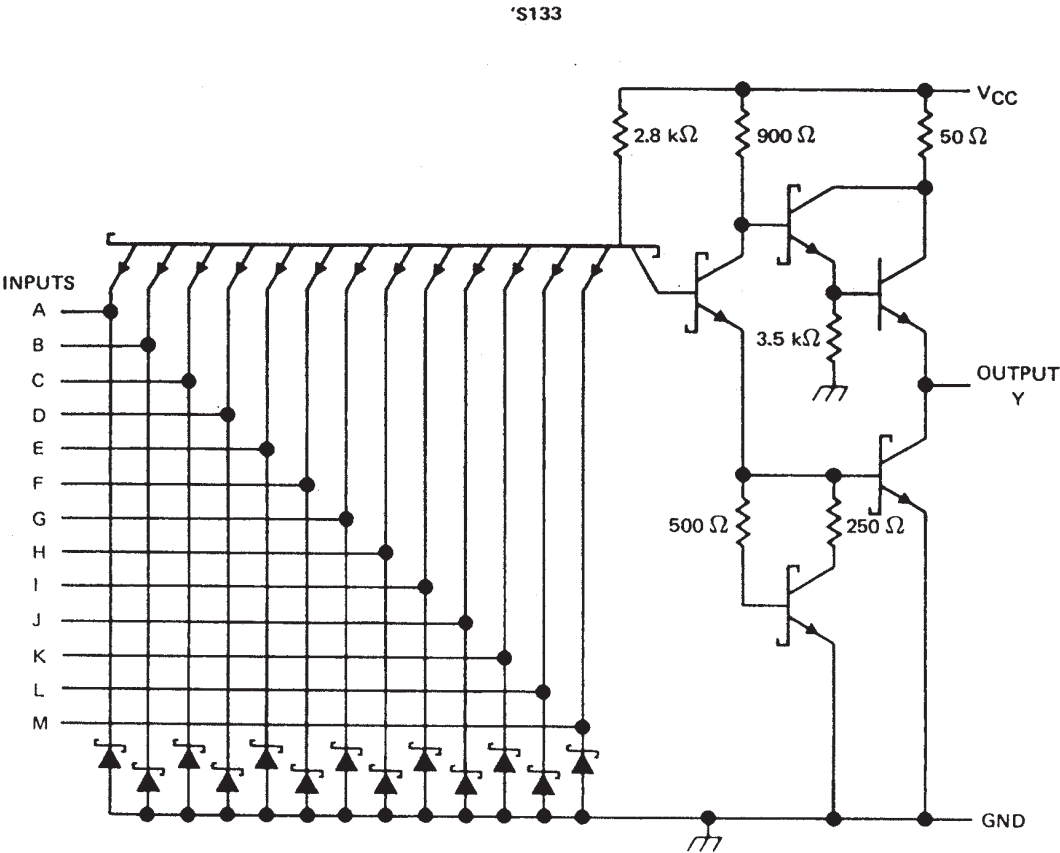 'S133
VCC
2.8 kΩ
900 Ω
50 Ω
INPUTS
A
B
C
D
E
F
G
H
I
J
K
L
M
3.5 kΩ
OUTPUT
Y
500 Ω
250 Ω
GND